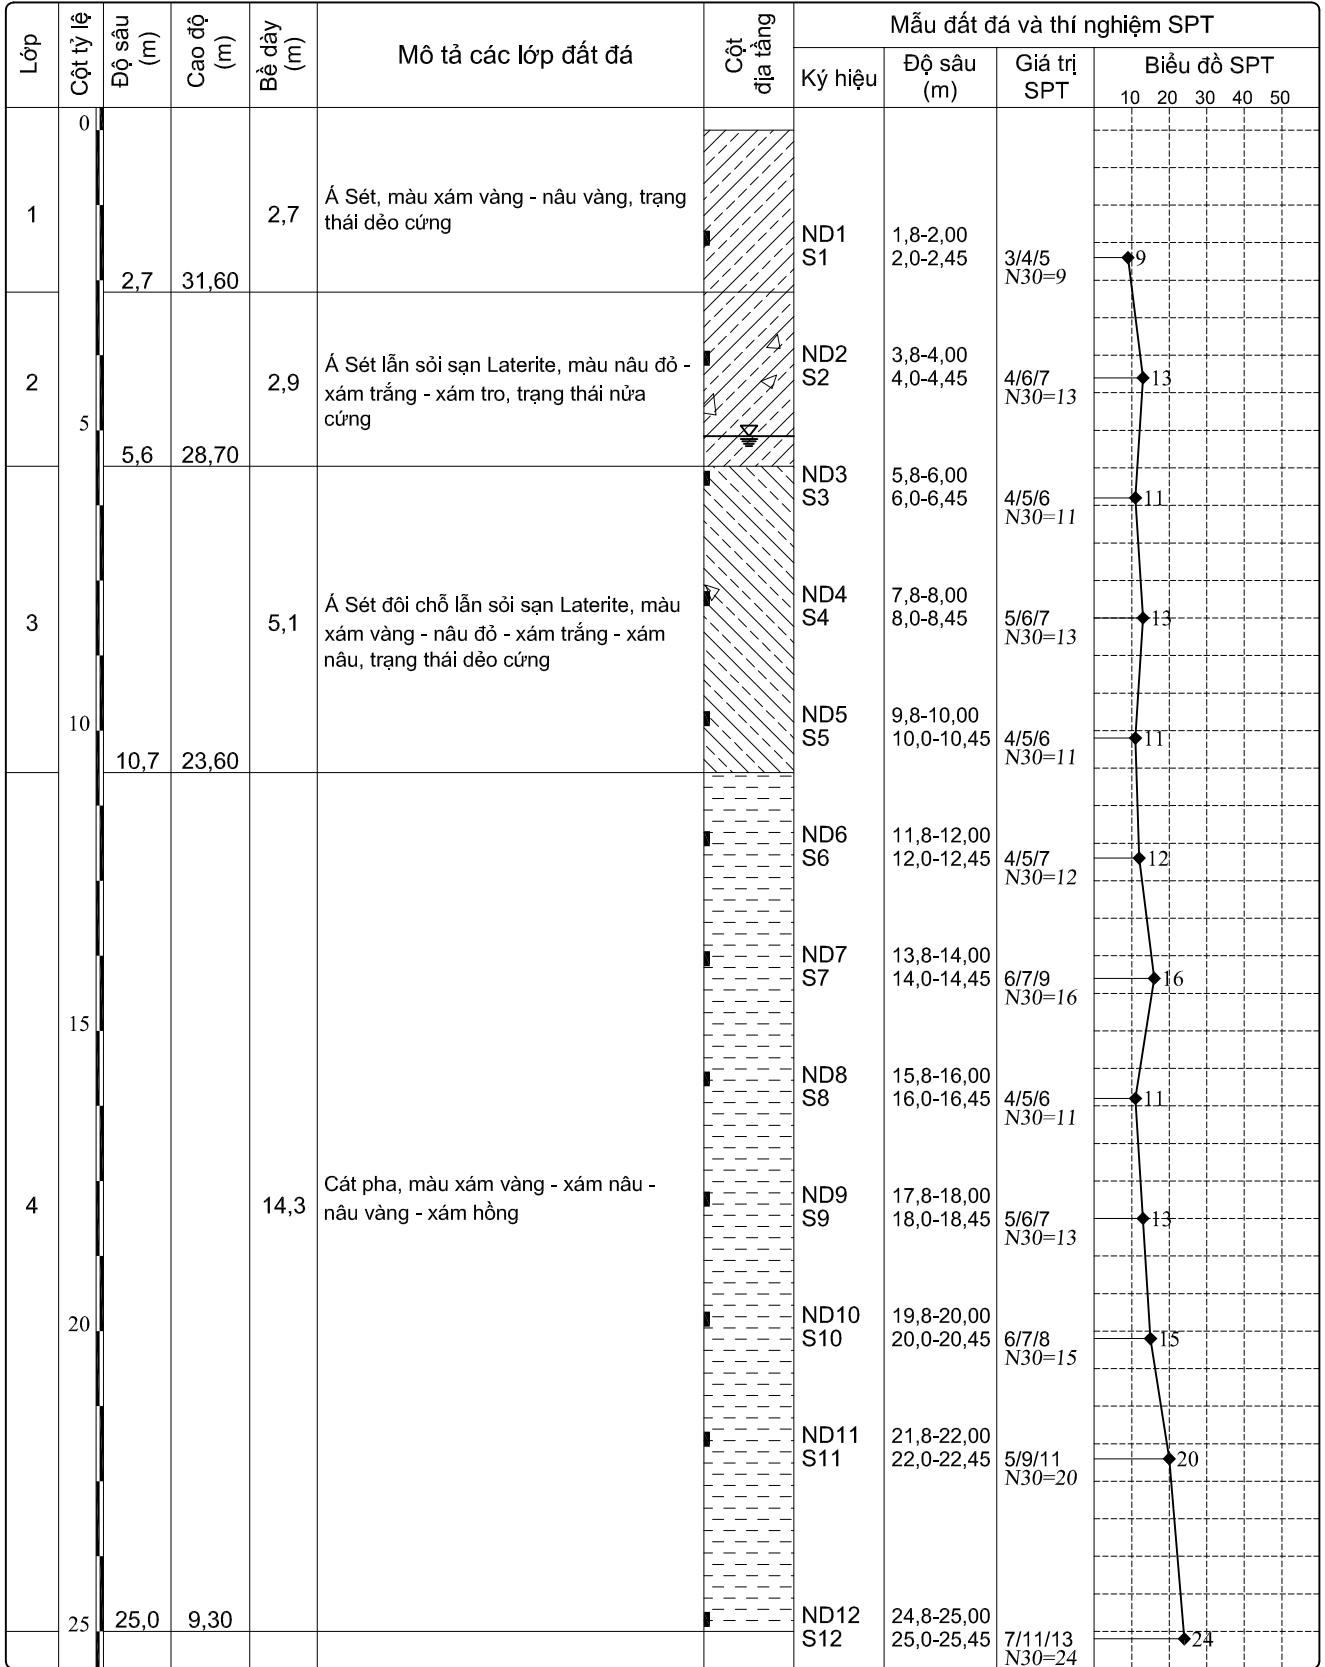 Lớp
Cột tỷ lệ
Độ sâu
(m)
Cao độ
(m)
Bề dày
(m)
Mô tả các lớp đất đá
Cột
địa tầng
Mẫu đất đá và thí nghiệm SPT
Ký hiệu
Độ sâu
(m)
Giá trị
SPT
Biểu đồ SPT
10 20 30 40 50
0
1
2,7
Á Sét, màu xám vàng - nâu vàng, trạng
thái dẻo cứng
ND1 1,8-2,00
S1 2,0-2,45 3/4/5
N30=9
9
2,7 31,60
2
2,9
Á Sét lẫn sỏi sạn Laterite, màu nâu đỏ -
xám trắng - xám tro, trạng thái nửa
cứng
ND2 3,8-4,00
S2 4,0-4,45 4/6/7
N30=13
13
5
5,6 28,70
ND3 5,8-6,00
S3 6,0-6,45 4/5/6
N30=11
11
3
5,1
Á Sét đôi chỗ lẫn sỏi sạn Laterite, màu
xám vàng - nâu đỏ - xám trắng - xám
nâu, trạng thái dẻo cứng
ND4 7,8-8,00
S4 8,0-8,45 5/6/7
N30=13
13
10
ND5 9,8-10,00
S5 10,0-10,45 4/5/6
N30=11
11
10,7 23,60
ND6 11,8-12,00
S6 12,0-12,45 4/5/7
N30=12
12
ND7 13,8-14,00
S7 14,0-14,45 6/7/9
N30=16
16
15
ND8 15,8-16,00
S8 16,0-16,45 4/5/6
N30=11
11
4
14,3
Cát pha, màu xám vàng - xám nâu -
nâu vàng - xám hồng
ND9 17,8-18,00
S9 18,0-18,45 5/6/7
N30=13
13
20
ND10 19,8-20,00
S10 20,0-20,45 6/7/8
N30=15
15
ND11 21,8-22,00
S11 22,0-22,45 5/9/11
N30=20
20
25
25,0 9,30
ND12 24,8-25,00
S12 25,0-25,45 7/11/13
N30=24
24